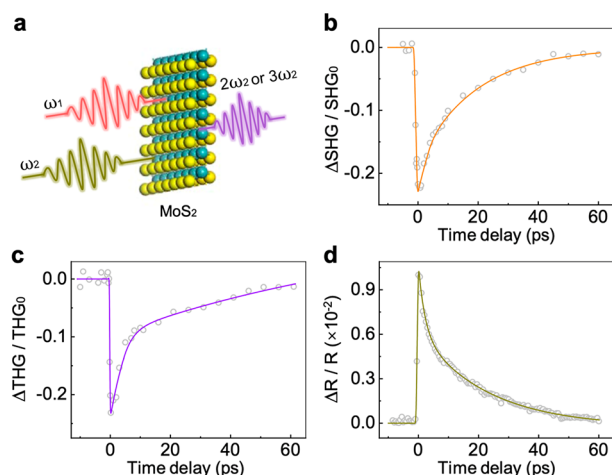 a
ω₁
ω₂
2ω₂ or 3ω₂
MoS₂
b
ΔSHG / SHG₀
0.0
-0.1
-0.2
0 20 40 60
Time delay (ps)
c
ΔTHG / THG₀
0.0
-0.1
-0.2
0 20 40 60
Time delay (ps)
d
ΔR / R (×10⁻²)
0.9
0.6
0.3
0.0
0 20 40 60
Time delay (ps)